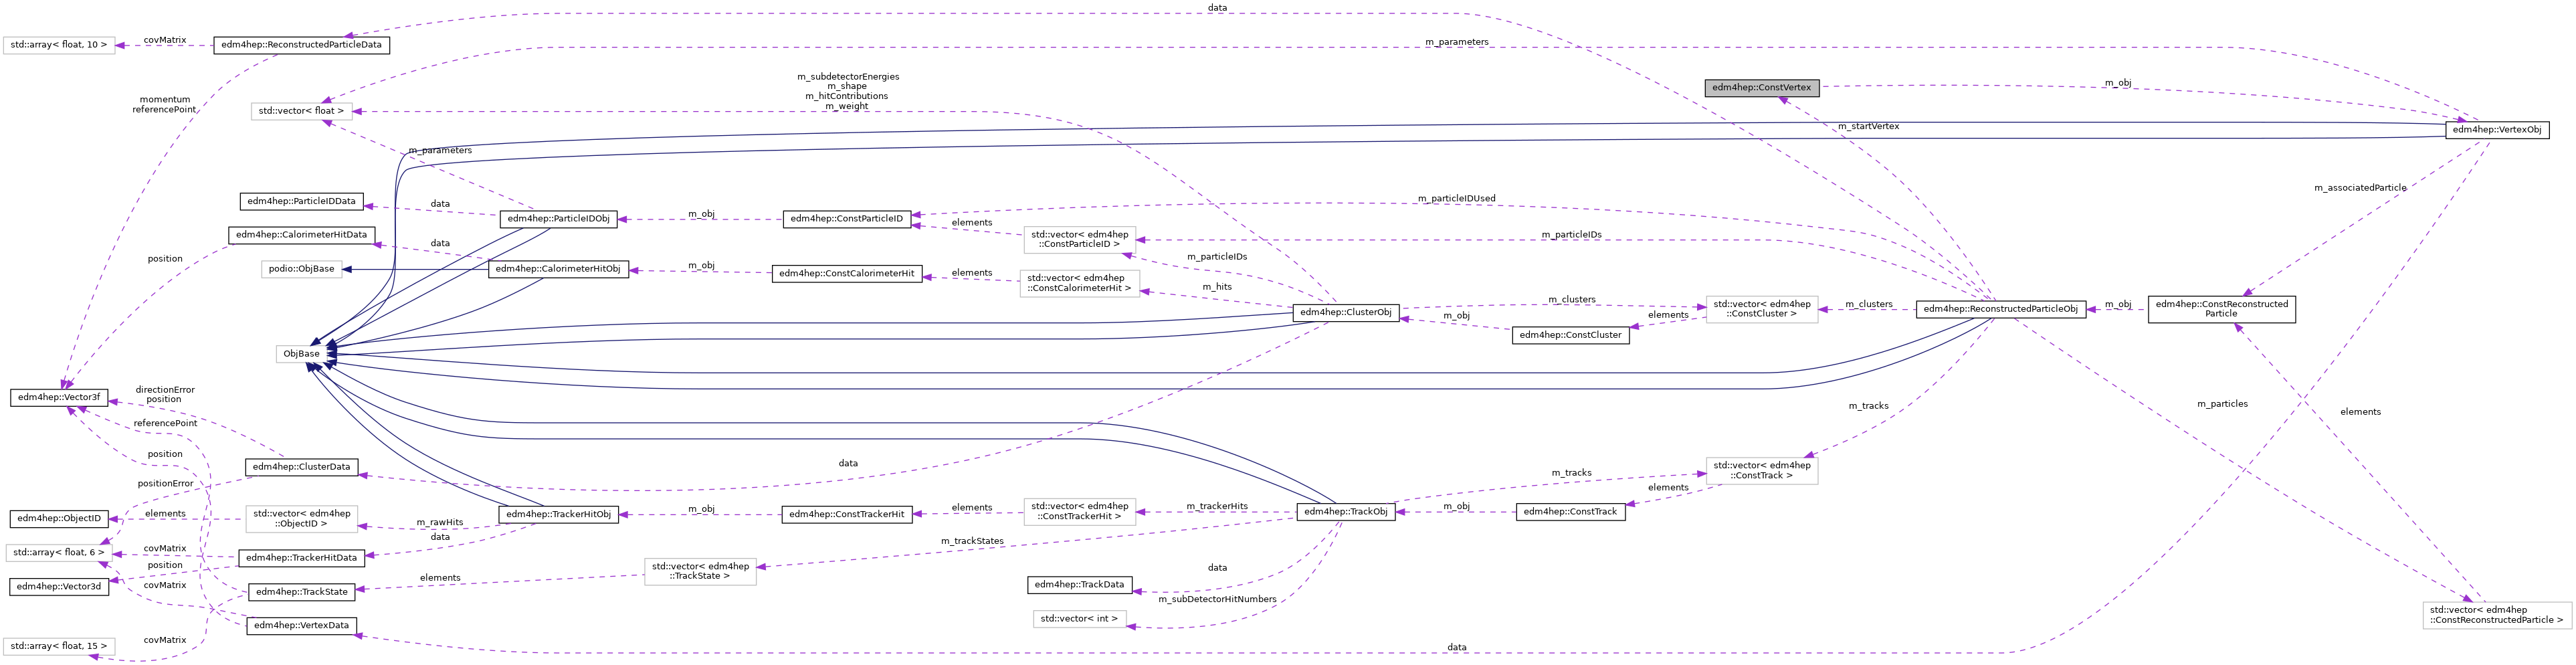 data
std::array< float, 10 >
covMatrix
edm4hep::ReconstructedParticleData
m_parameters
momentum
referencePoint
std::vector< float >
m_subdetectorEnergies
m_shape
m_hitContributions
m_weight
edm4hep::ConstVertex
m_obj
m_startVertex
edm4hep::VertexObj
m_parameters
m_associatedParticle
edm4hep::ParticleIDData
data
edm4hep::ParticleIDObj
m_obj
edm4hep::ConstParticleID
m_particleIDUsed
elements
edm4hep::CalorimeterHitData
data
std::vector< edm4hep
::ConstParticleID >
m_particleIDs
position
podio::ObjBase
edm4hep::CalorimeterHitObj
m_obj
edm4hep::ConstCalorimeterHit
elements
std::vector< edm4hep
::ConstCalorimeterHit >
m_particleIDs
m_hits
edm4hep::ClusterObj
m_clusters
m_obj
std::vector< edm4hep
::ConstCluster >
elements
edm4hep::ConstCluster
m_clusters
edm4hep::ReconstructedParticleObj
m_obj
edm4hep::ConstReconstructed
Particle
ObjBase
edm4hep::Vector3f
directionError
position
referencePoint
m_tracks
m_particles
elements
position
edm4hep::ClusterData
data
positionError
m_tracks
std::vector< edm4hep
::ConstTrack >
elements
edm4hep::ObjectID
elements
std::vector< edm4hep
::ObjectID >
m_rawHits
edm4hep::TrackerHitObj
m_obj
edm4hep::ConstTrackerHit
elements
std::vector< edm4hep
::ConstTrackerHit >
m_trackerHits
edm4hep::TrackObj
m_obj
edm4hep::ConstTrack
std::array< float, 6 >
covMatrix
edm4hep::TrackerHitData
data
m_trackStates
position
edm4hep::Vector3d
covMatrix
edm4hep::TrackState
elements
std::vector< edm4hep
::TrackState >
edm4hep::TrackData
data
m_subDetectorHitNumbers
std::vector< int >
edm4hep::VertexData
std::vector< edm4hep
::ConstReconstructedParticle >
std::array< float, 15 >
covMatrix
data